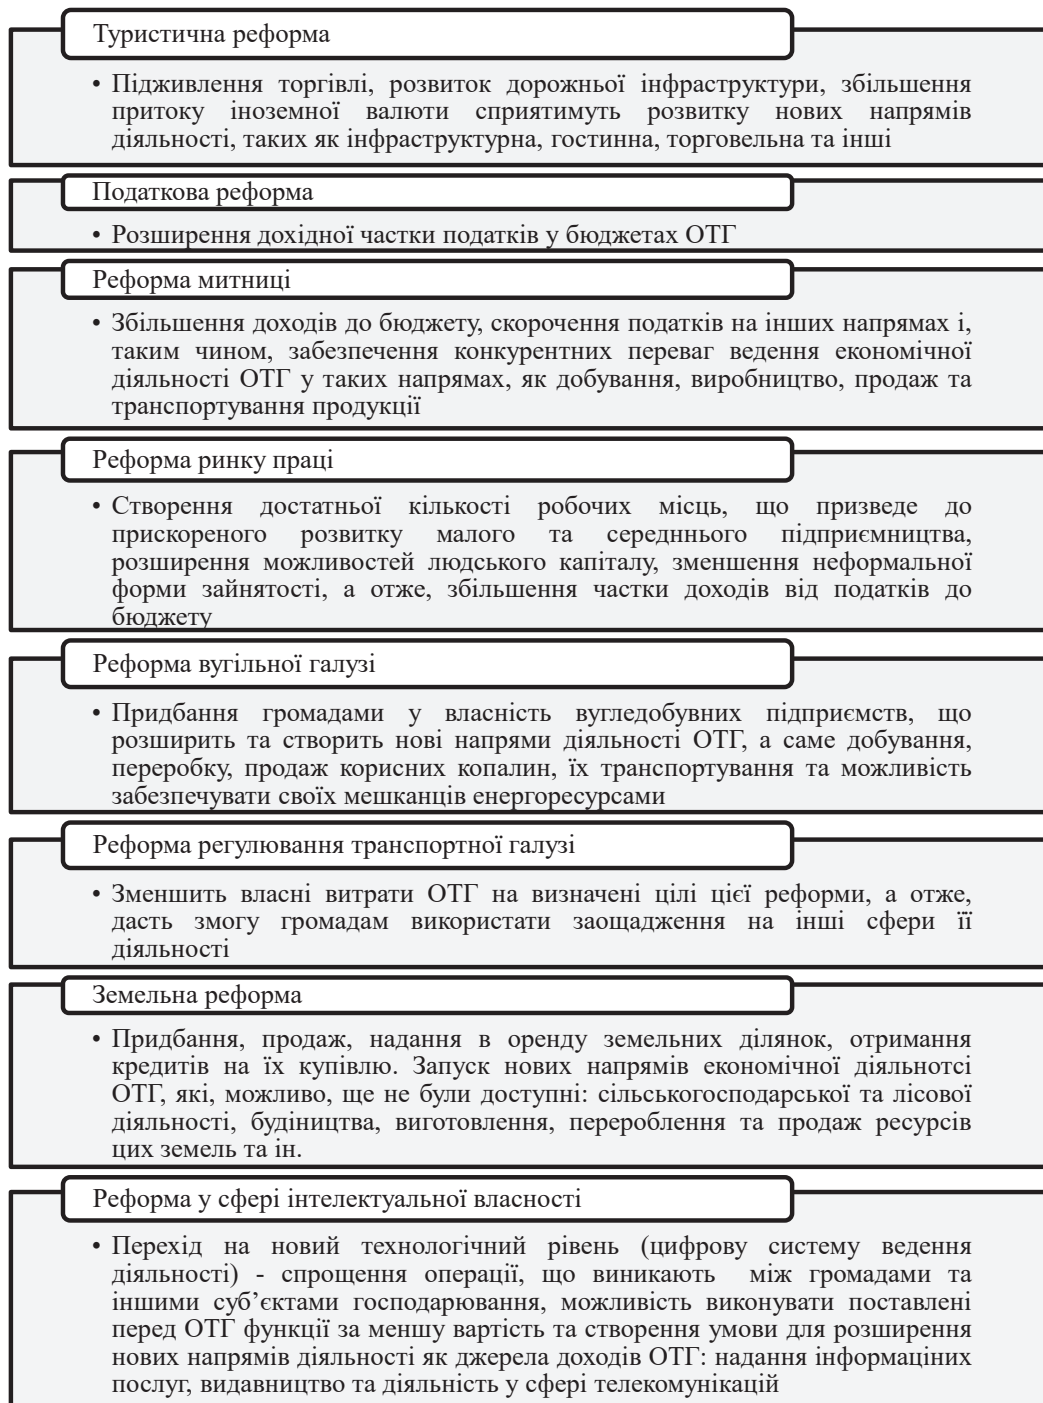 Туристична реформа
• Підживлення торгівлі, розвиток дорожньої інфраструктури, збільшення
притоку іноземної валюти сприятимуть розвитку нових напрямів
діяльності, таких як інфраструктурна, гостинна, торговельна та інші
Податкова реформа
• Розширення дохідної частки податків у бюджетах ОТГ
Реформа митниці
• Збільшення доходів до бюджету, скорочення податків на інших напрямах і,
таким чином, забезпечення конкурентних переваг ведення економічної
діяльності ОТГ у таких напрямах, як добування, виробництво, продаж та
транспортування продукції
Реформа ринку праці
• Створення достатньої кількості робочих місць, що призведе до
прискореного розвитку малого та середннього підприємництва,
розширення можливостей людського капіталу, зменшення неформальної
форми зайнятості, а отже, збільшення частки доходів від податків до
бюджету
Реформа вугільної галузі
• Придбання громадами у власність вугледобувних підприємств, що
розширить та створить нові напрями діяльності ОТГ, а саме добування,
переробку, продаж корисних копалин, їх транспортування та можливість
забезпечувати своїх мешканців енергоресурсами
Реформа регулювання транспортної галузі
• Зменшить власні витрати ОТГ на визначені цілі цієї реформи, а отже,
дасть змогу громадам використати заощадження на інші сфери її
діяльності
Земельна реформа
• Придбання, продаж, надання в оренду земельних ділянок, отримання
кредитів на їх купівлю. Запуск нових напрямів економічної діяльнотсі
ОТГ, які, можливо, ще не були доступні: сільськогосподарської та лісової
діяльності, будіництва, виготовлення, перероблення та продаж ресурсів
цих земель та ін.
Реформа у сфері інтелектуальної власності
• Перехід на новий технологічний рівень (цифрову систему ведення
діяльності) - спрощення операції, що виникають між громадами та
іншими суб’єктами господарювання, можливість виконувати поставлені
перед ОТГ функції за меншу вартість та створення умови для розширення
нових напрямів діяльності як джерела доходів ОТГ: надання інформаціних
послуг, видавництво та діяльність у сфері телекомунікацій